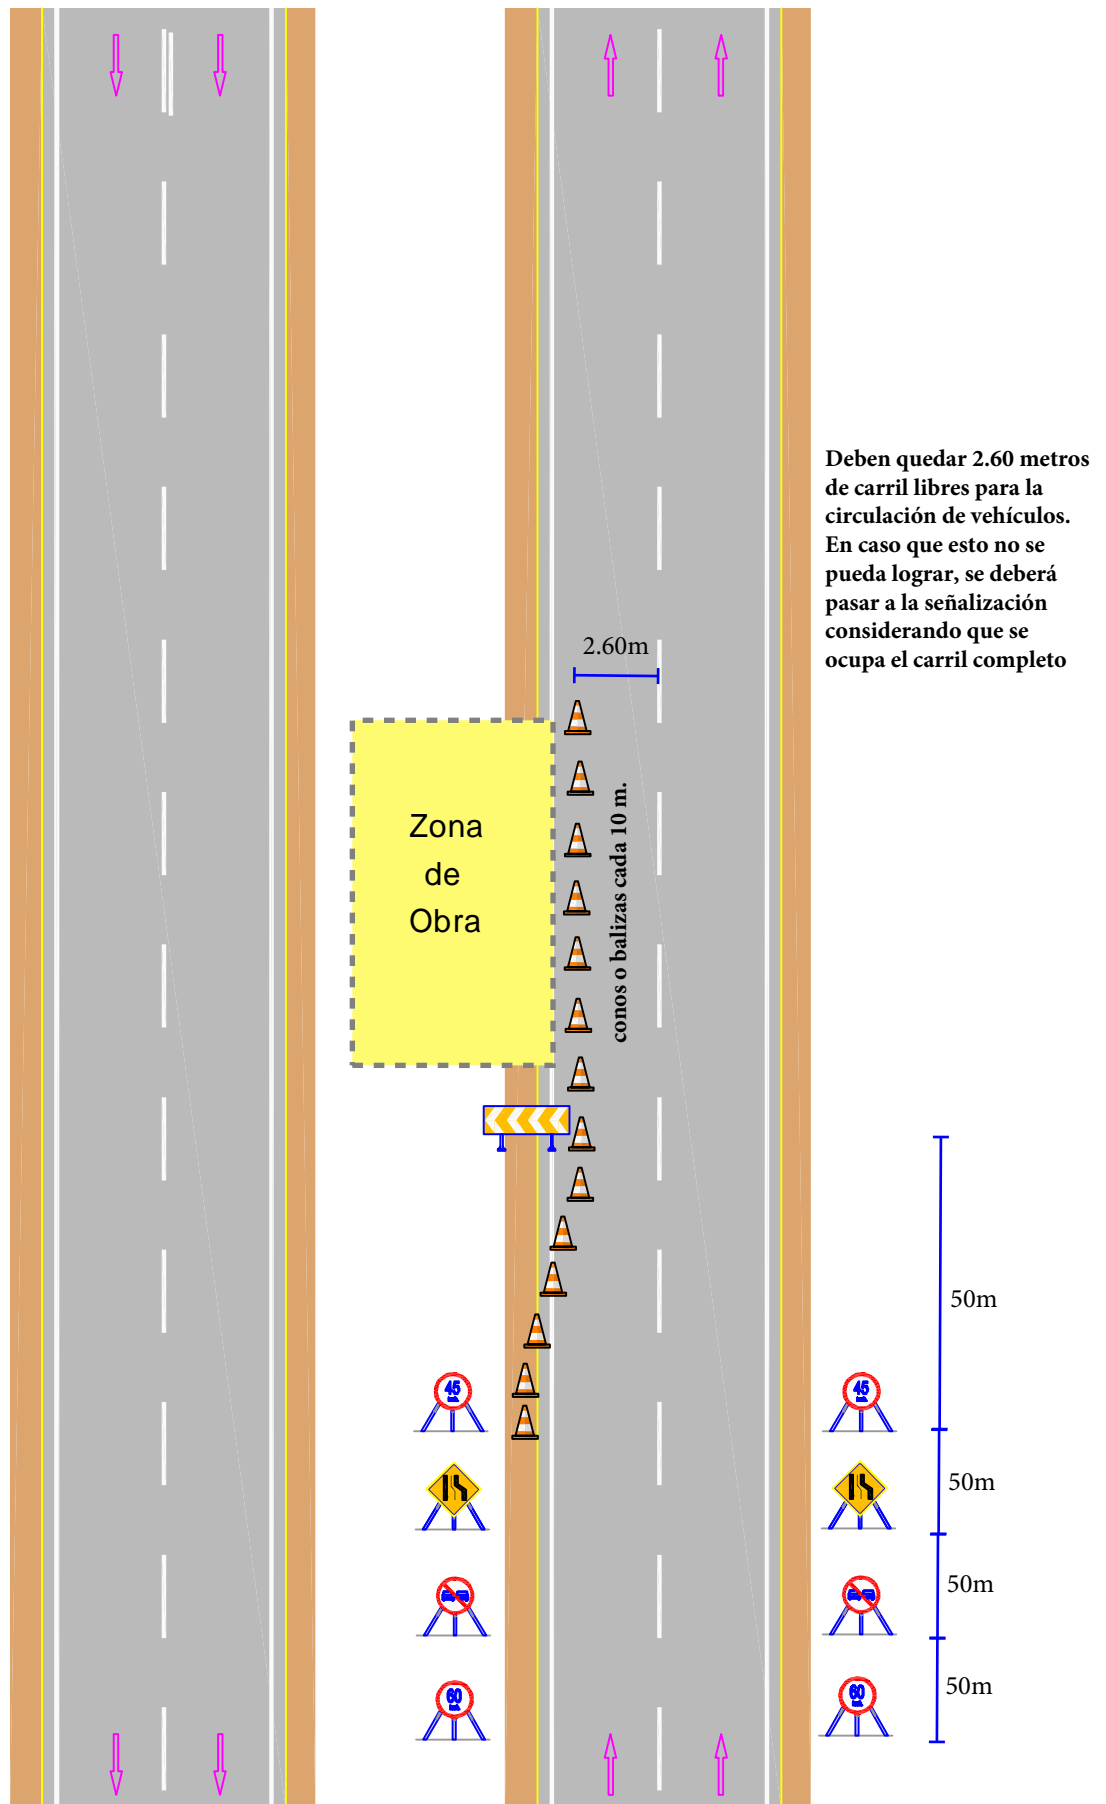 Deben quedar 2.60 metros
de carril libres para la
circulación de vehículos.
En caso que esto no se
pueda lograr, se deberá
pasar a la señalización
considerando que se
ocupa el carril completo
2.60m
Zona
de
Obra
conos o balizas cada 10 m.
50m
45
45
50m
50m
60
60
50m